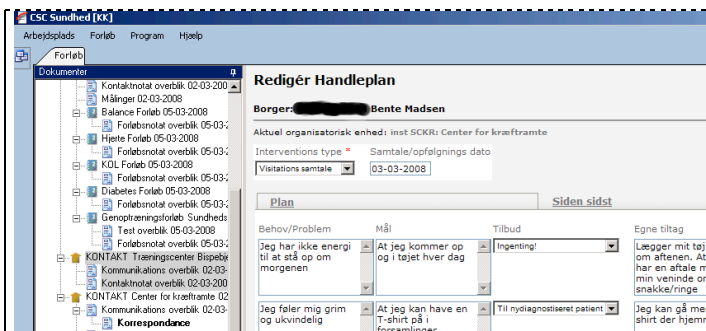 CSC Sundhed [KK]
Arbejdsplads Forløb Program Hjælp
Forløb
Dokumenter
Kontaktnotat overblik 02-03-200
Målinger 02-03-2008
Balance Forløb 05-03-2008
Forløbsnotat overblik 05-03-2
Hjerte Forløb 05-03-2008
Forløbsnotat overblik 05-03-2
KOL Forløb 05-03-2008
Forløbsnotat overblik 05-03-2
Diabetes Forløb 05-03-2008
Forløbsnotat overblik 05-03-2
Genoptræningsforløb Sundheds
Test overblik 05-03-2008
Forløbsnotat overblik 05-03-2
KONTAKT Træningscenter Bispebje
Kommunikations overblik 02-03-
Kontaktnotat overblik 02-03-200
KONTAKT Center for kræftramte 02
Kommunikations overblik 02-03-
Korrespondance
Redigér Handleplan
Borger: Bente Madsen
Aktuel organisatorisk enhed: inst SCKR: Center for kræftramte
Interventions type * Samtale/opfølgnings dato
Visitations samtale 03-03-2008
Plan Siden sidst
Behov/Problem Mål Tilbud Egne tiltag
Jeg har ikke energi
til at stå op om
morgenen
At jeg kommer op
og i tøjet hver dag
Ingenting!
Lægger mit tøj
om aftenen. At
har en aftale m
min veninde or
snakke/ringe
Jeg føler mig grim
og ukvindelig
At jeg kan have en
T-shirt på i
forsamlinger
Til nydiagnostiseret patient
Jeg kan gå me
shirt der hjemr